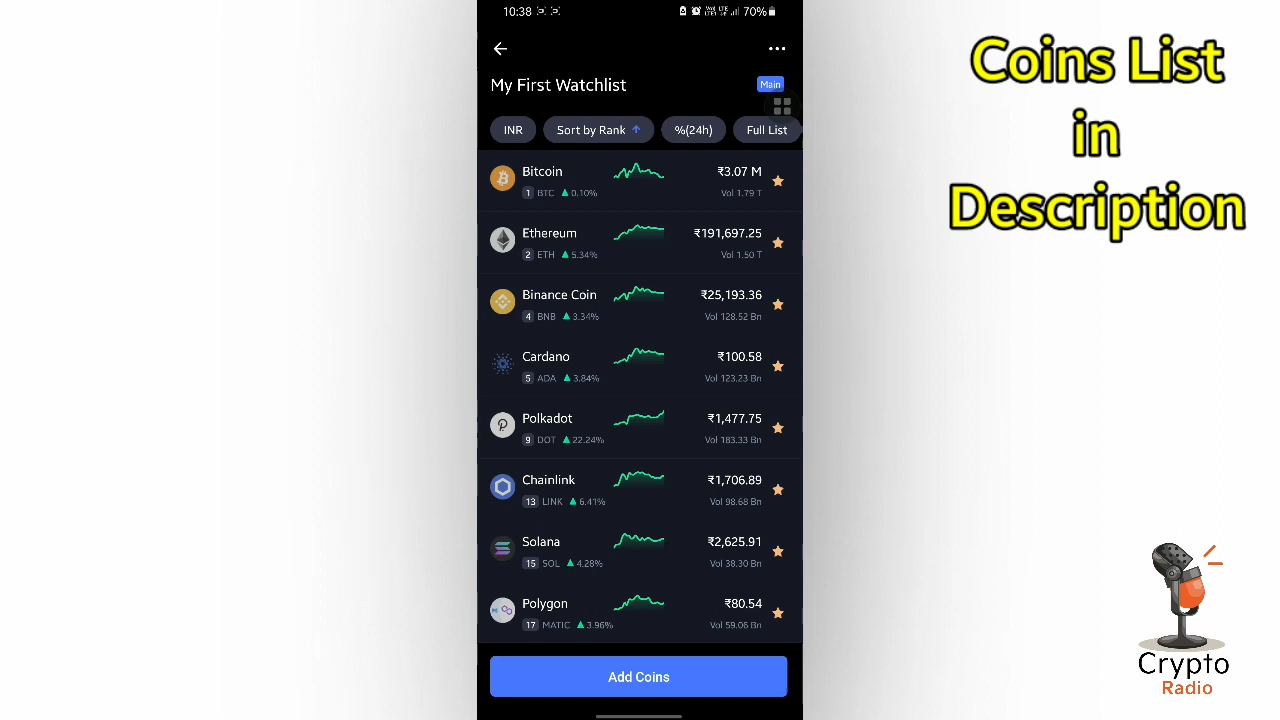 10:38
70%
My First Watchlist
Main
INR
Sort by Rank
%(24h)
Full List
Bitcoin
₹3.07 M
1 BTC 0.10%
Vol 1.79 T
Ethereum
₹191,697.25
2 ETH 5.34%
Vol 1.50 T
Binance Coin
₹25,193.36
4 BNB 3.34%
Vol 128.52 Bn
Cardano
₹100.58
5 ADA 3.84%
Vol 123.23 Bn
Polkadot
₹1,477.75
9 DOT 22.24%
Vol 183.33 Bn
Chainlink
₹1,706.89
13 LINK 6.41%
Vol 98.68 Bn
Solana
₹2,625.91
15 SOL 4.28%
Vol 38.30 Bn
Polygon
₹80.54
17 MATIC 3.96%
Vol 59.06 Bn
Add Coins
Coins List
in
Description
Crypto
Radio